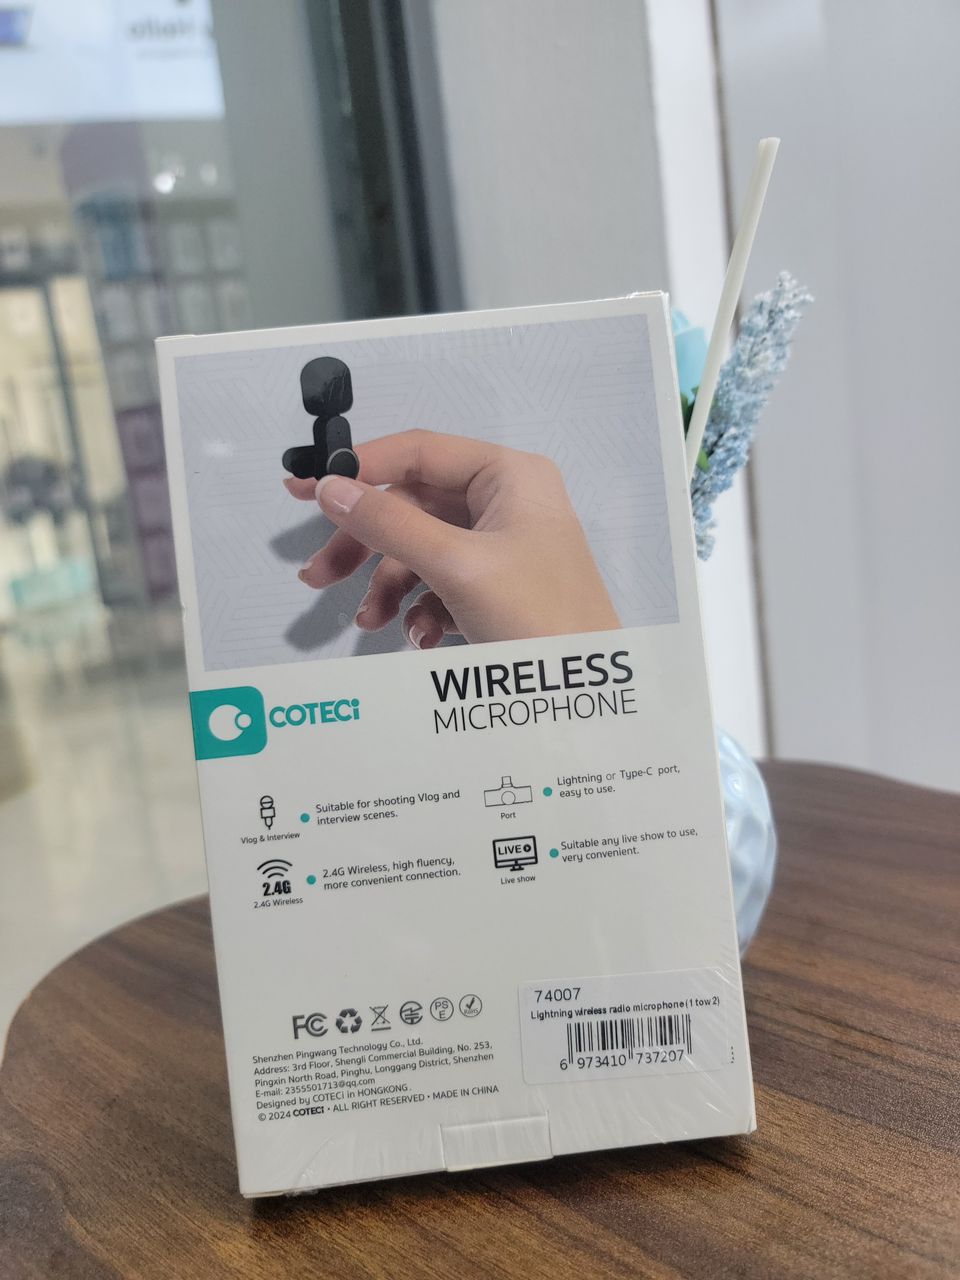 COTECi
WIRELESS
MICROPHONE
Vlog & Interview
Suitable for shooting Vlog and
interview scenes.
Port
Lightning or Type-C port,
easy to use.
2.4G
2.4G Wireless
2.4G Wireless, high fluency,
more convenient connection.
LIVE
Live show
Suitable any live show to use,
very convenient.
FC
PS
E
RoHS
Shenzhen Pingwang Technology Co., Ltd.
Address: 3rd Floor, Shengli Commercial Building, No. 253,
Pingxin North Road, Pinghu, Longgang District, Shenzhen
E-mail: 2355501713@qq.com
Designed by COTECi in HONGKONG.
© 2024 COTECi • ALL RIGHT RESERVED • MADE IN CHINA
74007
Lightning wireless radio microphone(1 tow 2)
6 973410 737207